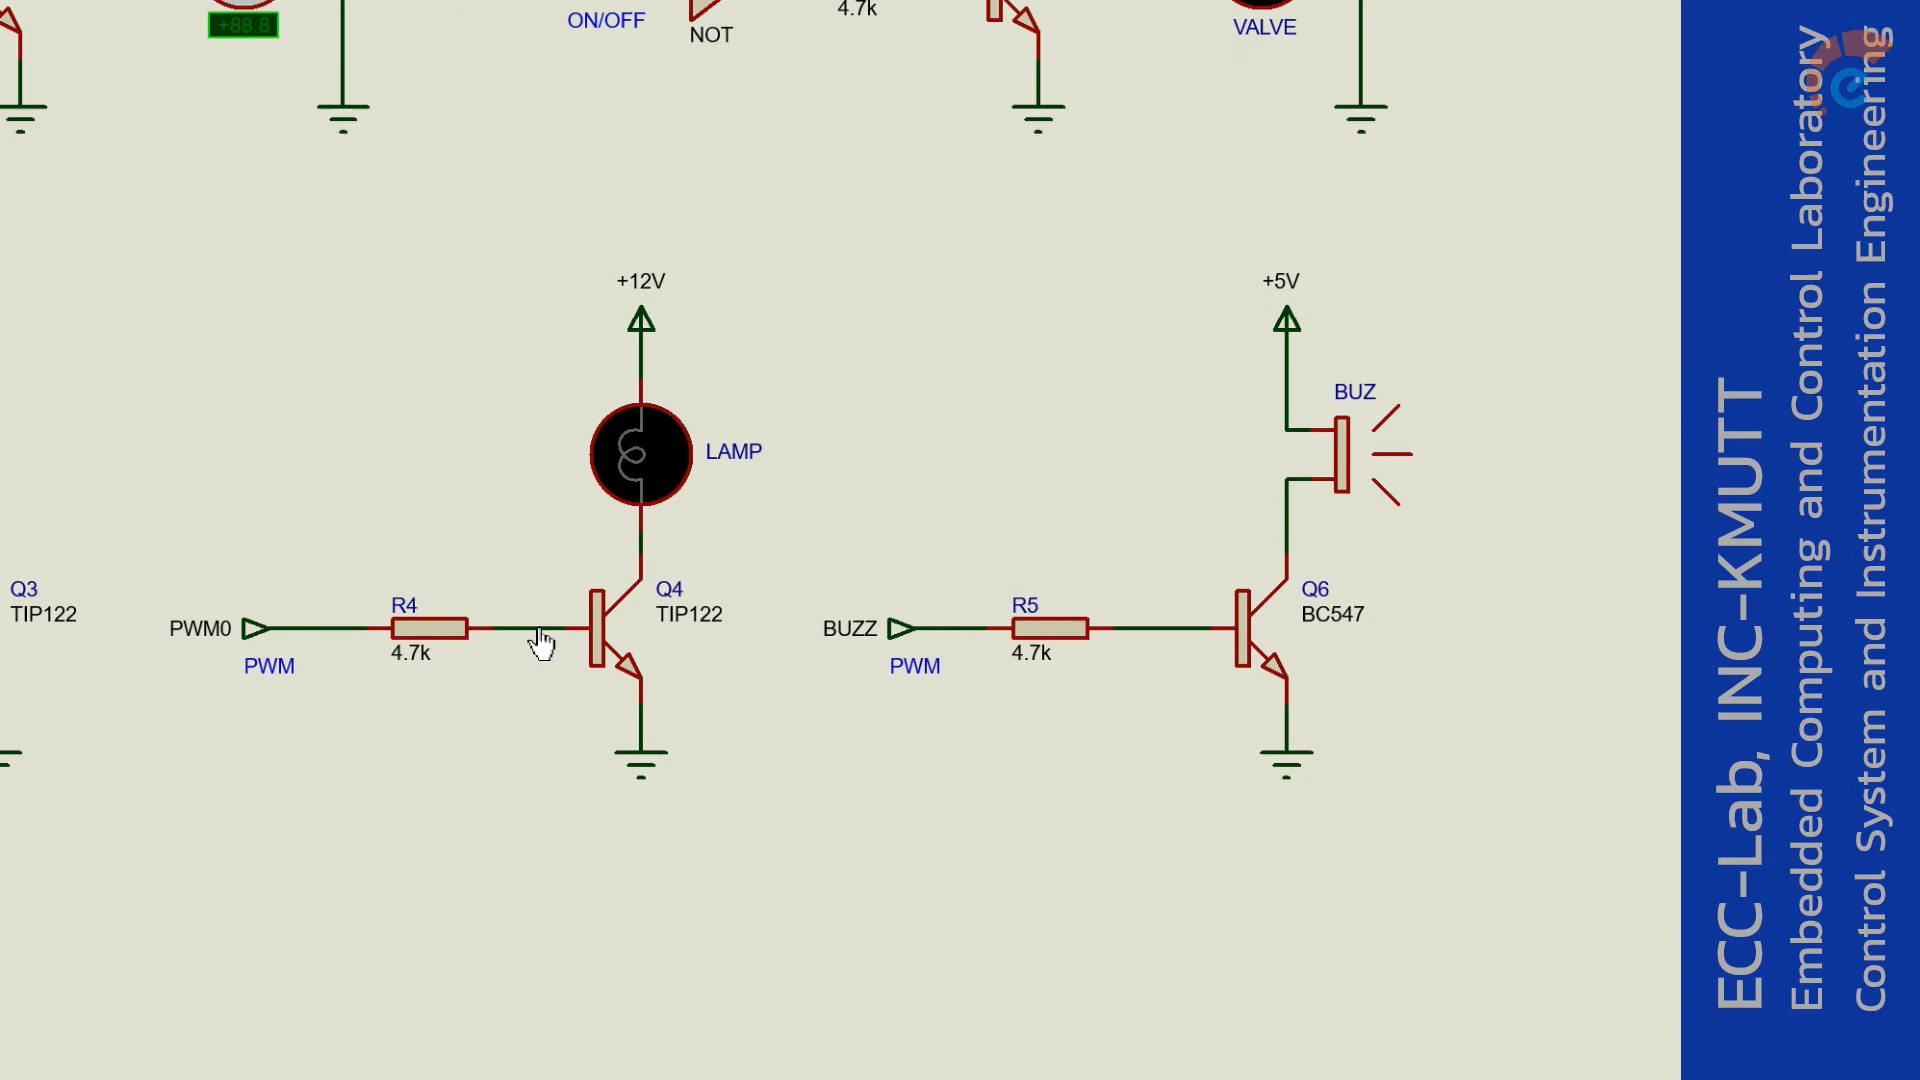 +88.8
ON/OFF
NOT
4.7k
VALVE
+12V
+5V
BUZ
LAMP
Q3
TIP122
PWM0
PWM
R4
4.7k
Q4
TIP122
BUZZ
PWM
R5
4.7k
Q6
BC547
ECC-Lab, INC-KMUTT
Embedded Computing and Control Laboratory
Control System and Instrumentation Engineering